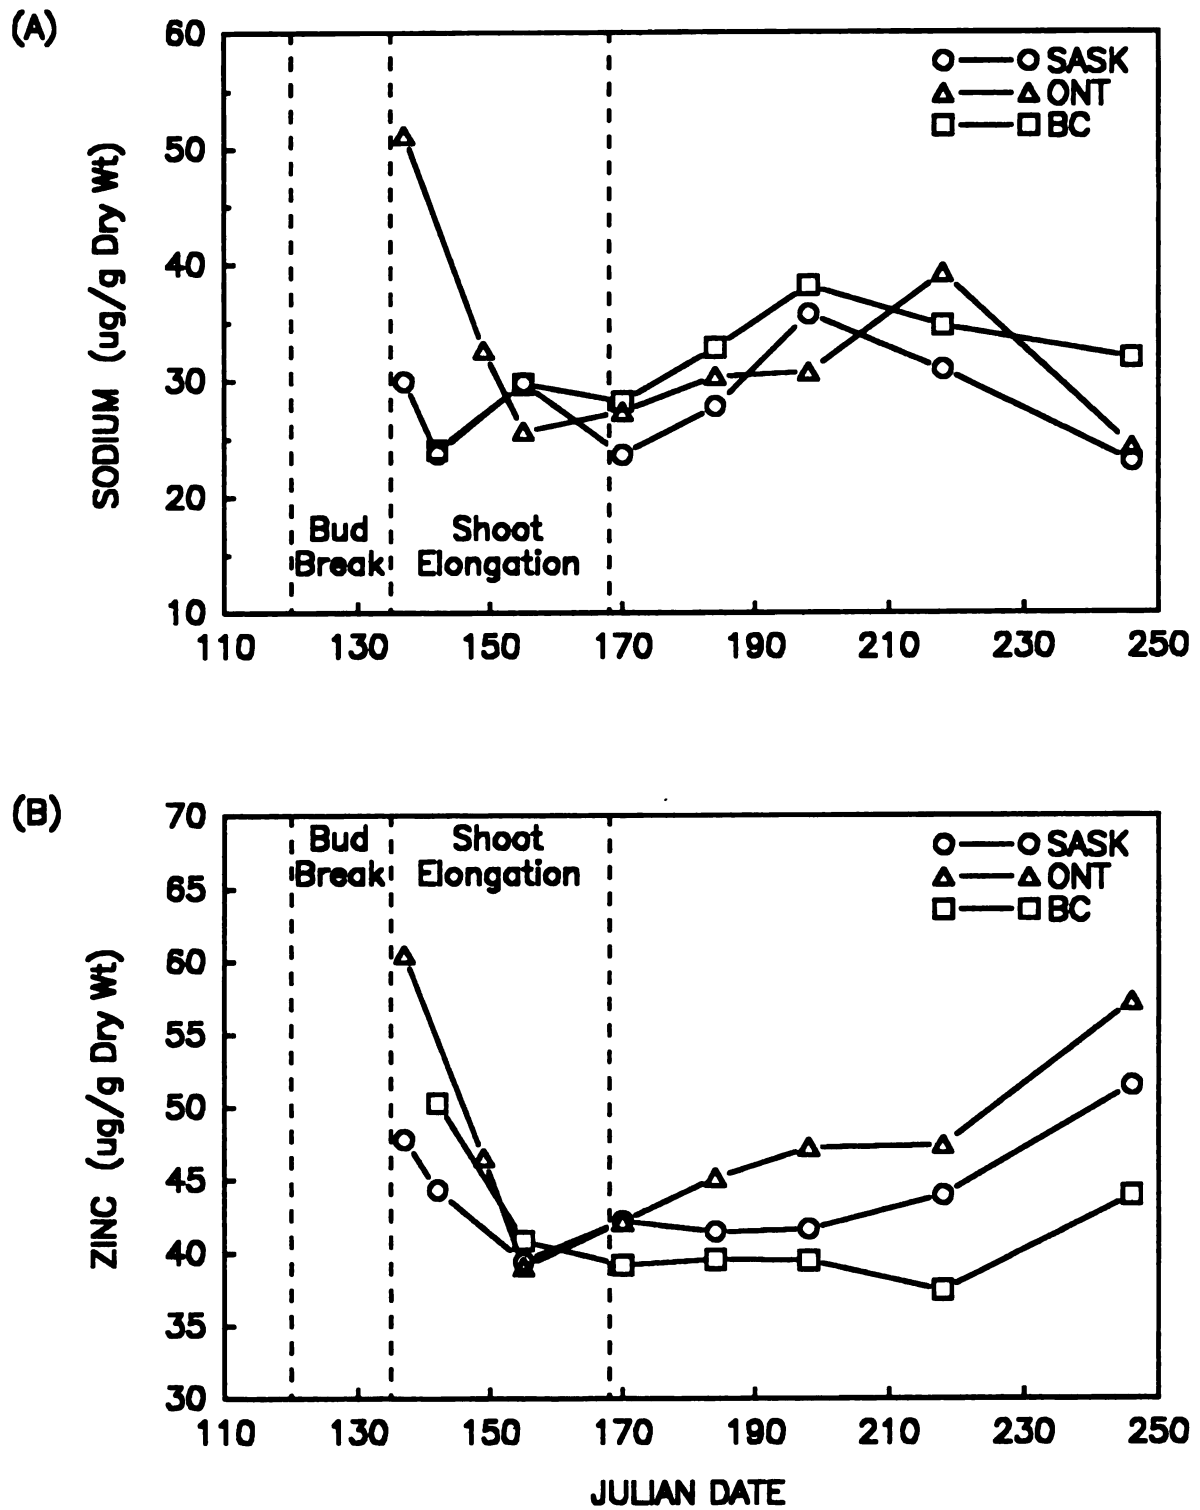 (A)
60
50
40
30
20
10
SODIUM (ug/g Dry Wt)
SASK
ONT
BC
Bud
Break
Shoot
Elongation
110 130 150 170 190 210 230 250
(B)
70
65
60
55
50
45
40
35
30
ZINC (ug/g Dry Wt)
Bud
Break
Shoot
Elongation
SASK
ONT
BC
110 130 150 170 190 210 230 250
JULIAN DATE